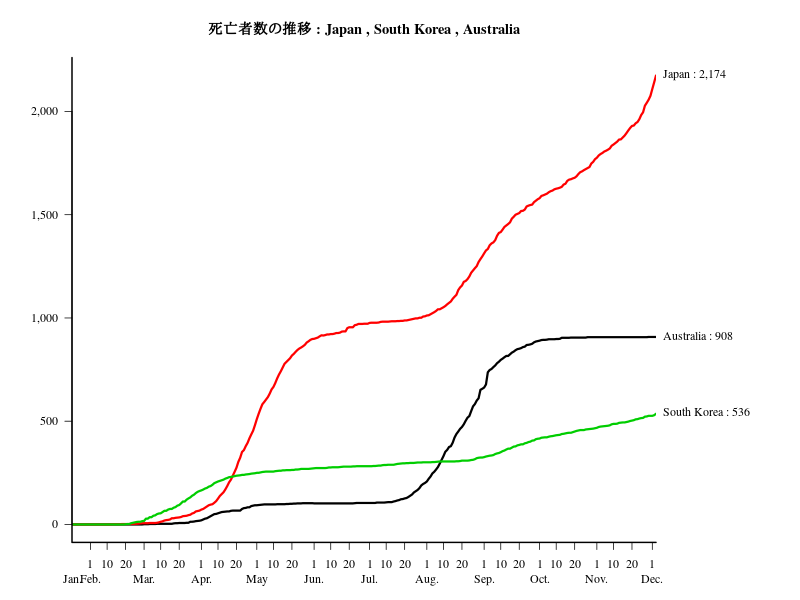 死亡者数の推移 : Japan , South Korea , Australia
Japan : 2,174
2,000
1,500
1,000
Australia : 908
500
South Korea : 536
0
1 10 20 1 10 20 1 10 20 1 10 20 1 10 20 1 10 20 1 10 20 1 10 20 1 10 20 1 10 20 1
Jan. Feb. Mar. Apr. May Jun. Jul. Aug. Sep. Oct. Nov. Dec.